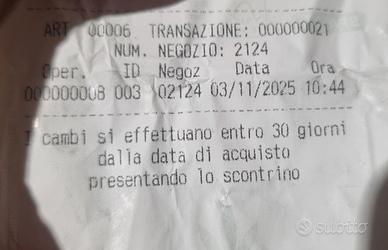 ART 00006 TRANSAZIONE: 000000021
NUM. NEGOZIO: 2124
Oper. ID Negoz Data Ora
000000008 003 02124 03/11/2025 10:44
I cambi si effettuano entro 30 giorni
dalla data di acquisto
presentando lo scontrino
subito